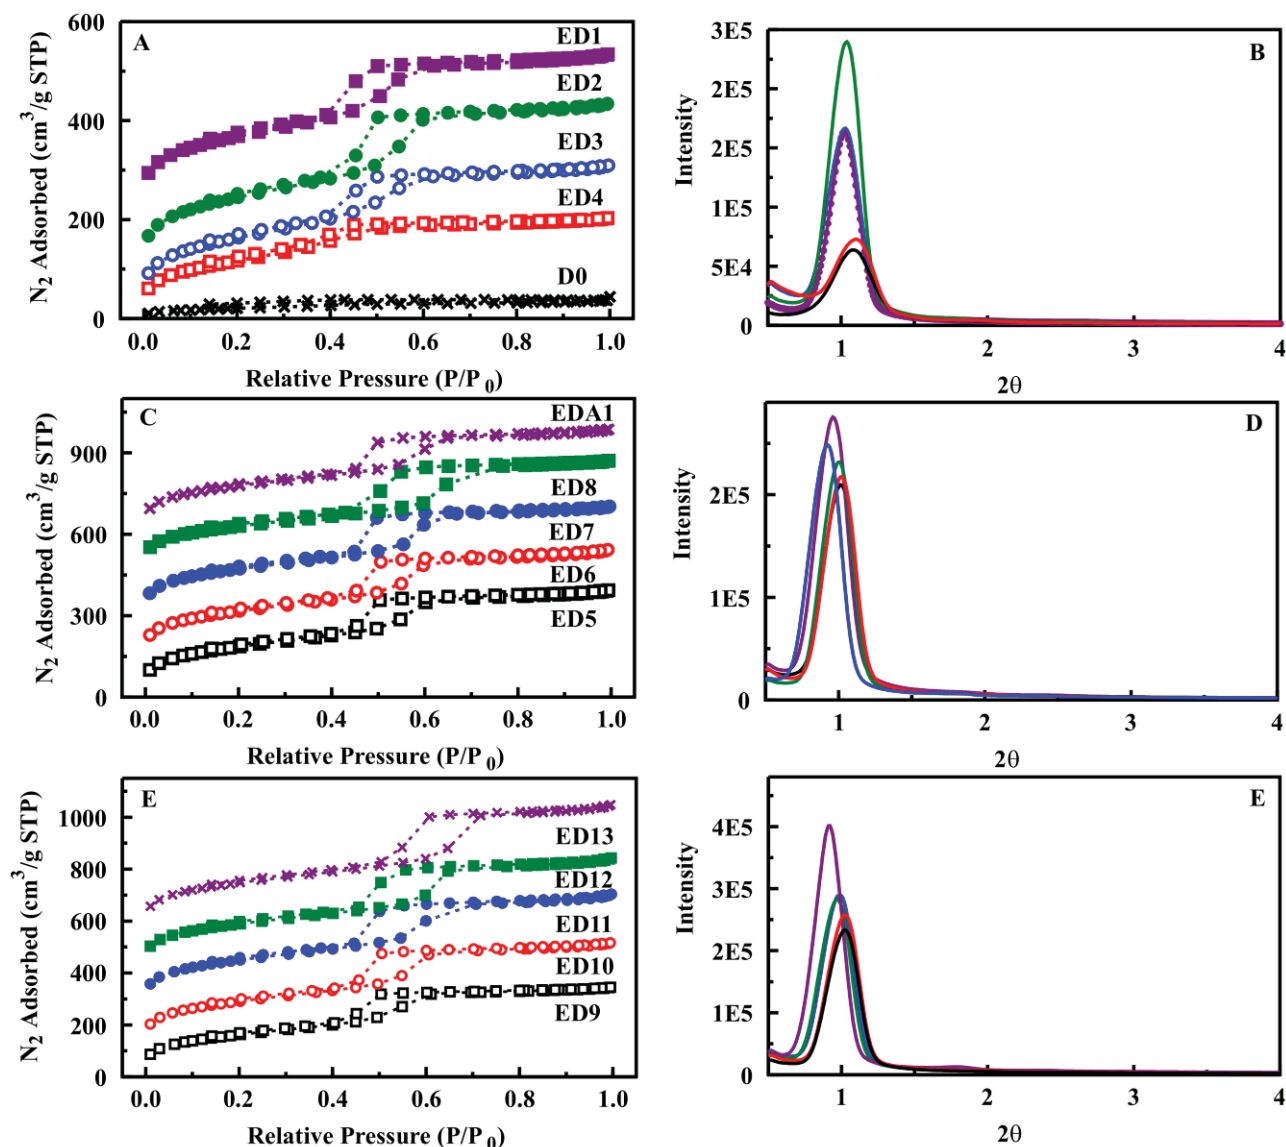 A
600
400
200
0
N2 Adsorbed (cm3/g STP)
ED1
ED2
ED3
ED4
D0
0.0 0.2 0.4 0.6 0.8 1.0
Relative Pressure (P/P0)
B
3E5
2E5
2E5
1E5
5E4
0
Intensity
1 2 3 4
2θ
C
900
600
300
0
N2 Adsorbed (cm3/g STP)
EDA1
ED8
ED7
ED6
ED5
0.0 0.2 0.4 0.6 0.8 1.0
Relative Pressure (P/P0)
D
2E5
1E5
0
Intensity
1 2 3 4
2θ
E
1000
800
600
400
200
0
N2 Adsorbed (cm3/g STP)
ED13
ED12
ED11
ED10
ED9
0.0 0.2 0.4 0.6 0.8 1.0
Relative Pressure (P/P0)
E
4E5
3E5
2E5
1E5
0
Intensity
1 2 3 4
2θ